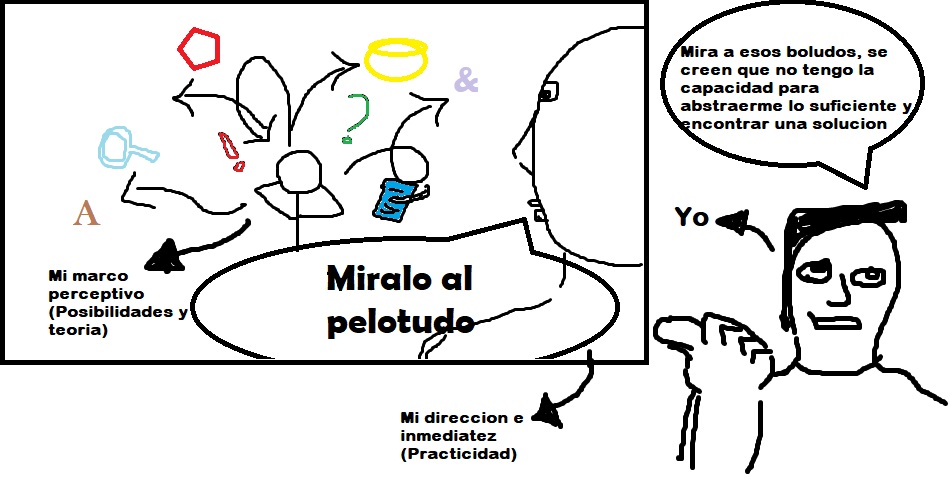 Mira a esos boludos, se
creen que no tengo la
capacidad para
abstraerme lo suficiente y
encontrar una solucion
&
?
!
A
Yo
Mi marco
perceptivo
(Posibilidades y
teoria)
Miralo al
pelotudo
Mi direccion e
inmediatez
(Practicidad)